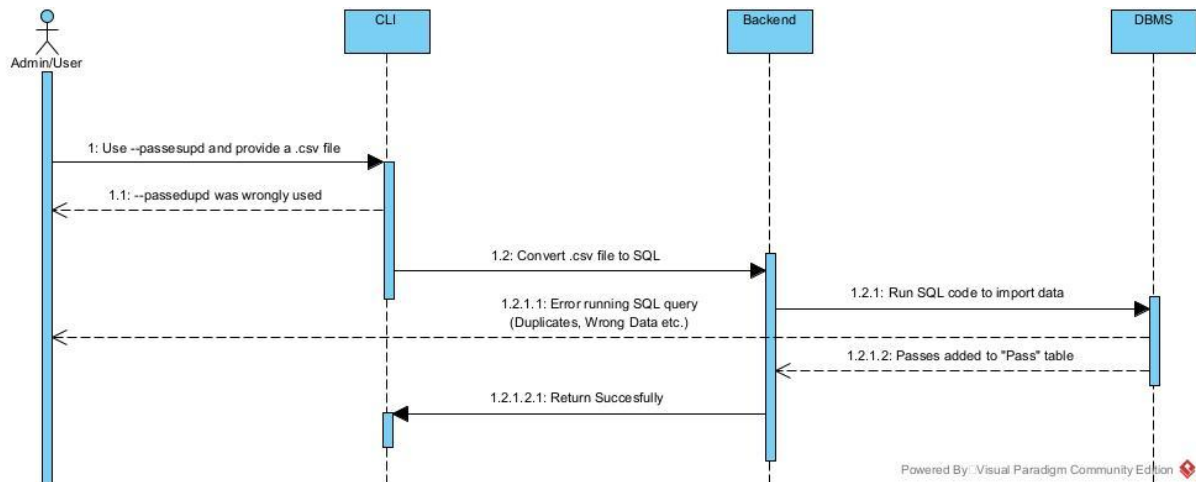 CLI
Backend
DBMS
Admin/User
1: Use --passesupd and provide a .csv file
1.1: --passedupd was wrongly used
1.2: Convert .csv file to SQL
1.2.1: Run SQL code to import data
1.2.1.1: Error running SQL query
(Duplicates, Wrong Data etc.)
1.2.1.2: Passes added to "Pass" table
1.2.1.2.1: Return Succesfully
Powered By Visual Paradigm Community Edition